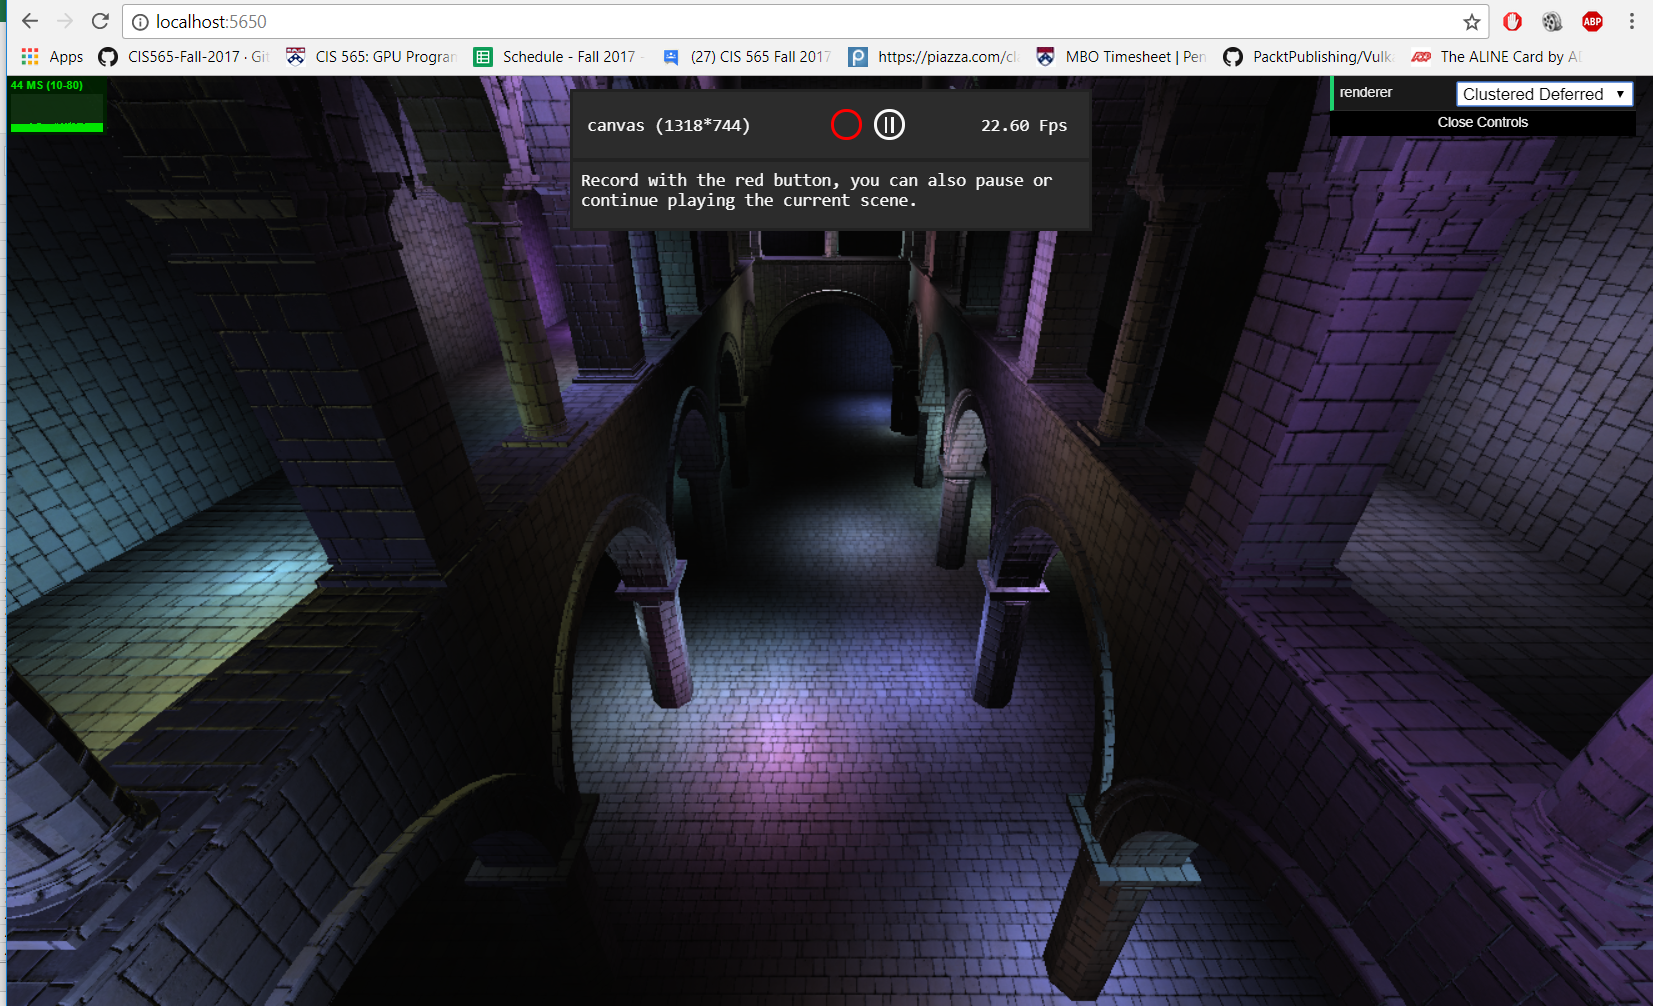 localhost:5650
ABP
Apps CIS565-Fall-2017 · Git CIS 565: GPU Program Schedule - Fall 2017 - (27) CIS 565 Fall 2017 https://piazza.com/cl MBO Timesheet | Pen PacktPublishing/Vulk The ALINE Card by AD
44 MS (10-80)
canvas (1318*744) 22.60 Fps
Record with the red button, you can also pause or
continue playing the current scene.
renderer Clustered Deferred
Close Controls